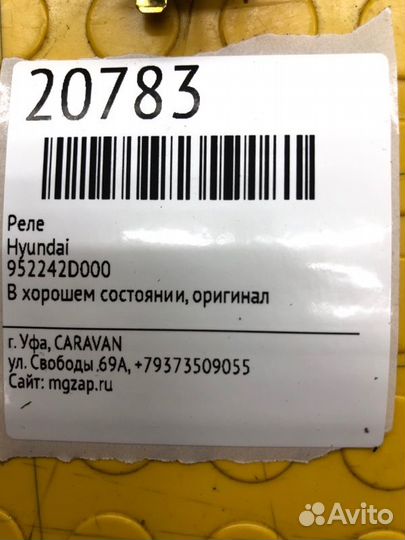 20783
Реле
Hyundai
952242D000
В хорошем состоянии, оригинал
г. Уфа, CARAVAN
ул. Свободы 69А, +79373509055
Сайт: mgzap.ru
Avito